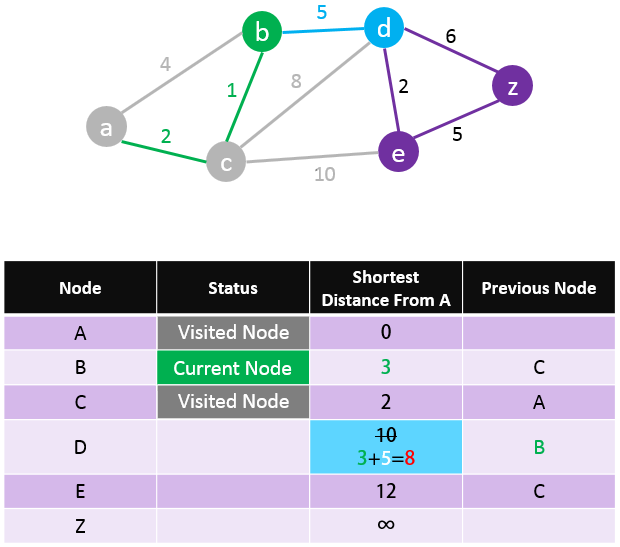 5
b
d
6
4
8
1
2
z
a
2
5
c
e
10
Node Status Shortest Distance From A Previous Node
A Visited Node 0
B Current Node 3 C
C Visited Node 2 A
D 10 3+5=8 B
E 12 C
Z ∞